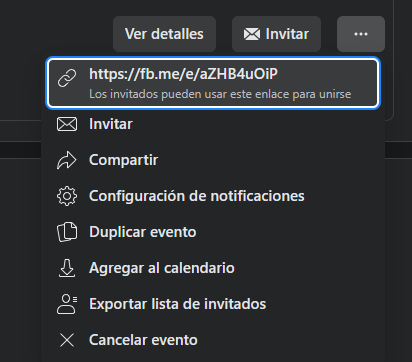 Ver detalles
Invitar
https://fb.me/e/aZHB4uOiP
Los invitados pueden usar este enlace para unirse
Invitar
Compartir
Configuración de notificaciones
Duplicar evento
Agregar al calendario
Exportar lista de invitados
Cancelar evento